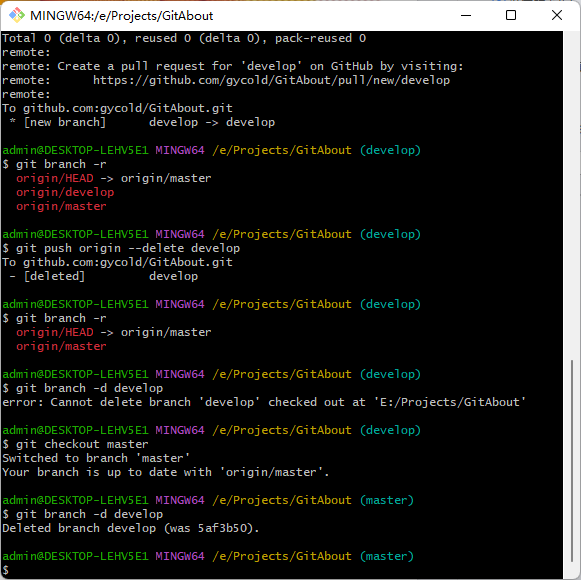 MINGW64:/e/Projects/GitAbout
Total 0 (delta 0), reused 0 (delta 0), pack-reused 0
remote:
remote: Create a pull request for 'develop' on GitHub by visiting:
remote:      https://github.com/gycold/GitAbout/pull/new/develop
remote:
To github.com:gycold/GitAbout.git
 * [new branch]      develop -> develop
admin@DESKTOP-LEHV5E1 MINGW64 /e/Projects/GitAbout (develop)
$ git branch -r
  origin/HEAD -> origin/master
  origin/develop
  origin/master
admin@DESKTOP-LEHV5E1 MINGW64 /e/Projects/GitAbout (develop)
$ git push origin --delete develop
To github.com:gycold/GitAbout.git
 - [deleted]         develop
admin@DESKTOP-LEHV5E1 MINGW64 /e/Projects/GitAbout (develop)
$ git branch -r
  origin/HEAD -> origin/master
  origin/master
admin@DESKTOP-LEHV5E1 MINGW64 /e/Projects/GitAbout (develop)
$ git branch -d develop
error: Cannot delete branch 'develop' checked out at 'E:/Projects/GitAbout'
admin@DESKTOP-LEHV5E1 MINGW64 /e/Projects/GitAbout (develop)
$ git checkout master
Switched to branch 'master'
Your branch is up to date with 'origin/master'.
admin@DESKTOP-LEHV5E1 MINGW64 /e/Projects/GitAbout (master)
$ git branch -d develop
Deleted branch develop (was 5af3b50).
admin@DESKTOP-LEHV5E1 MINGW64 /e/Projects/GitAbout (master)
$